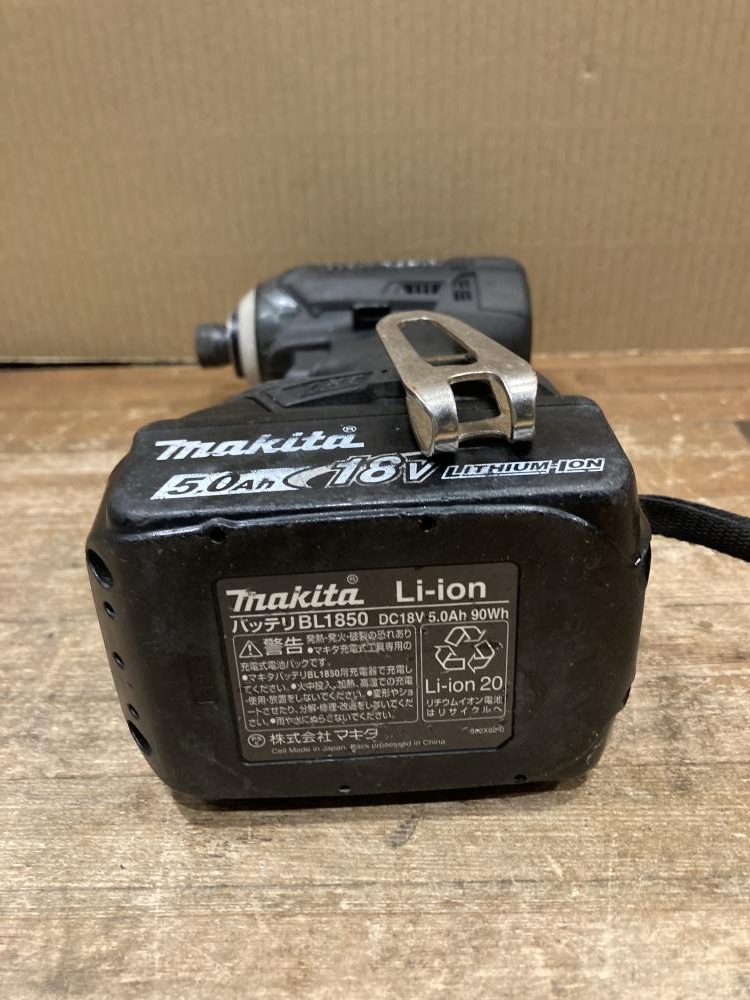 makita®
5.0Ah 18V LITHIUM-ION
makita® Li-ion
バッテリBL1850 DC18V 5.0Ah 90Wh
警告 発熱・発火・破裂の恐れあり
●マキタ充電式工具専用の
充電式電池パックです。
●マキタバッテリBL1850用充電器で充電し
てください。●火中投入、加熱、高温での充電
・使用・放置をしないでください。●変形やショ
ートさせたり、分解・修理・改造をしないでくだ
さい。●雨や水にぬらさないでください。
株式会社マキタ
Cell Made in Japan, Pack processed in China
Li-ion 20
リチウムイオン電池
はリサイクルへ